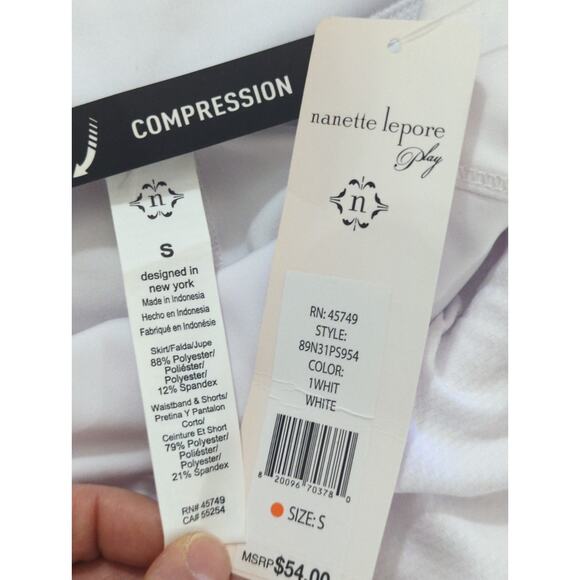 COMPRESSION
n
S
designed in
new york
Made in Indonesia
Hecho en Indonesia
Fabriqué en Indonésie
Skirt/Falda/Jupe
88% Polyester/
Poliéster/
Polyester/
12% Spandex
Waistband & Shorts/
Pretina Y Pantalon
Corto/
Ceinture Et Short
79% Polyester/
Poliéster/
Polyester/
21% Spandex
RN# 45749
CA# 55254
nanette lepore
Play
n
RN: 45749
STYLE:
89N31PS954
COLOR:
1WHIT
WHITE
8 20096 70378 0
SIZE: S
MSRP $54.00